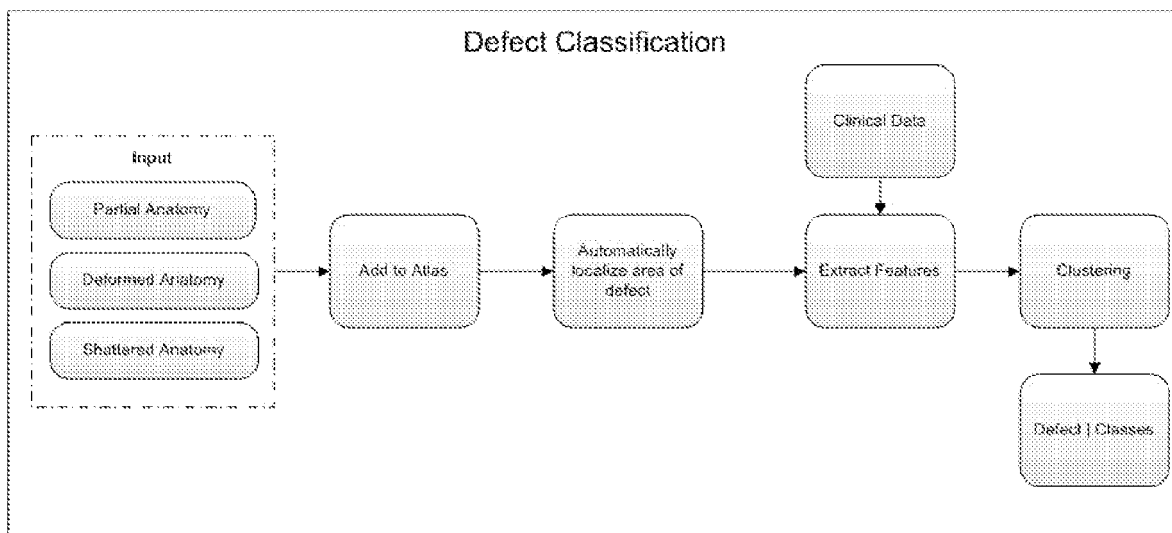 Defect Classification
Clinical Data
Input
Partial Anatomy
Deformed Anatomy
Shattered Anatomy
Add to Atlas
Automatically
localize area of
defect
Extract Features
Clustering
Defect | Classes